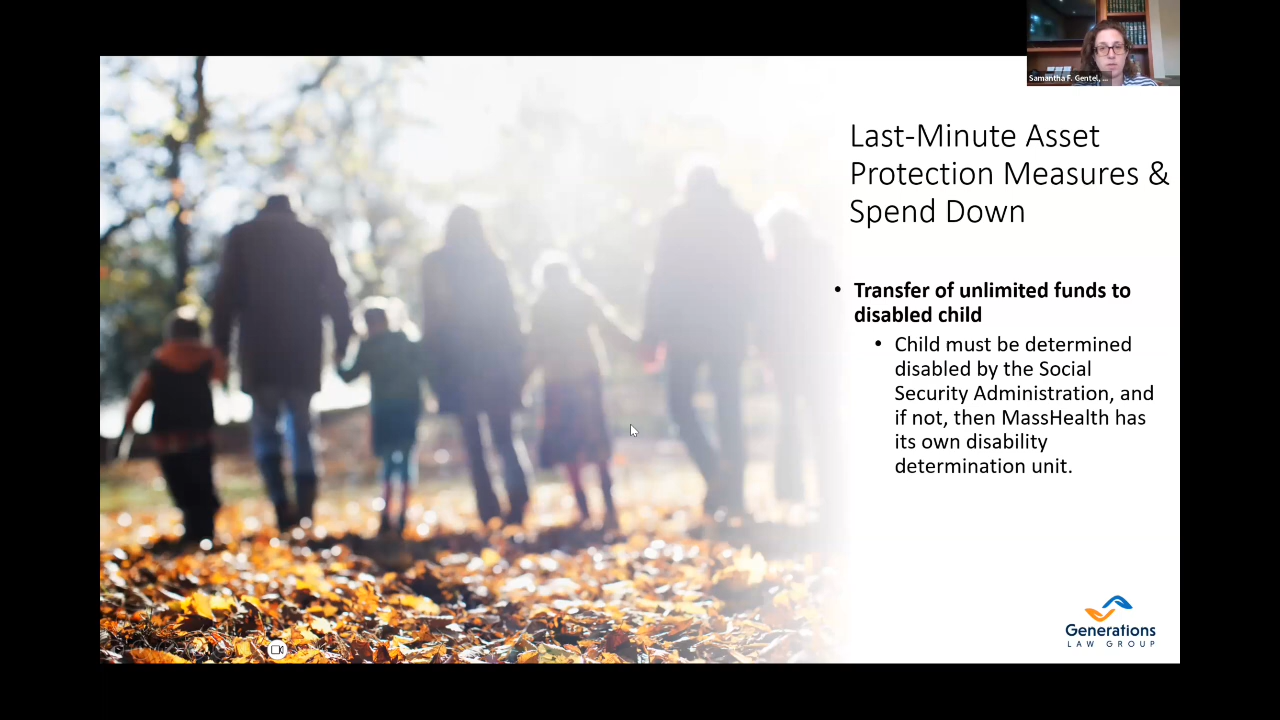 Samantha F. Gentel, ...
Last-Minute Asset
Protection Measures &
Spend Down
• Transfer of unlimited funds to
disabled child
• Child must be determined
disabled by the Social
Security Administration, and
if not, then MassHealth has
its own disability
determination unit.
Generations
LAW GROUP